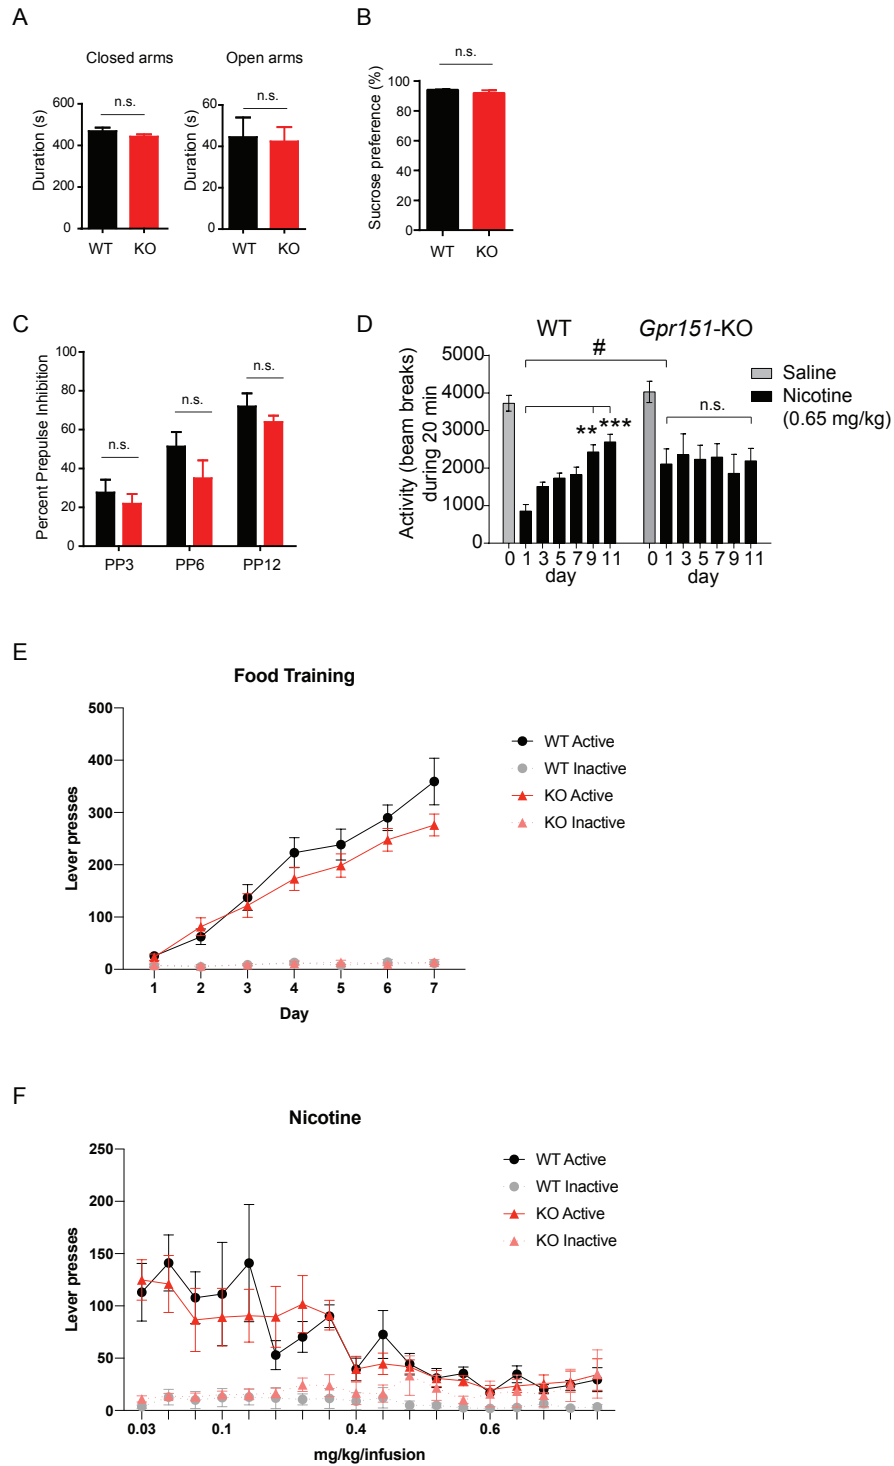 A
Closed arms
Open arms
n.s.
n.s.
Duration (s)
600
400
200
0
WT KO
Duration (s)
60
40
20
0
WT KO
B
n.s.
Sucrose preference (%)
100
80
60
40
20
0
WT KO
C
Percent Prepulse Inhibition
100
80
60
40
20
0
n.s.
n.s.
n.s.
PP3 PP6 PP12
D
WT Gpr151-KO
Activity (beam breaks)
during 20 min
5000
4000
3000
2000
1000
0
#
** ***
n.s.
0 1 3 5 7 9 11
day
0 1 3 5 7 9 11
day
Saline
Nicotine
(0.65 mg/kg)
E
Food Training
Lever presses
500
400
300
200
100
0
1 2 3 4 5 6 7
Day
WT Active
WT Inactive
KO Active
KO Inactive
F
Nicotine
Lever presses
250
200
150
100
50
0
0.03 0.1 0.4 0.6
mg/kg/infusion
WT Active
WT Inactive
KO Active
KO Inactive